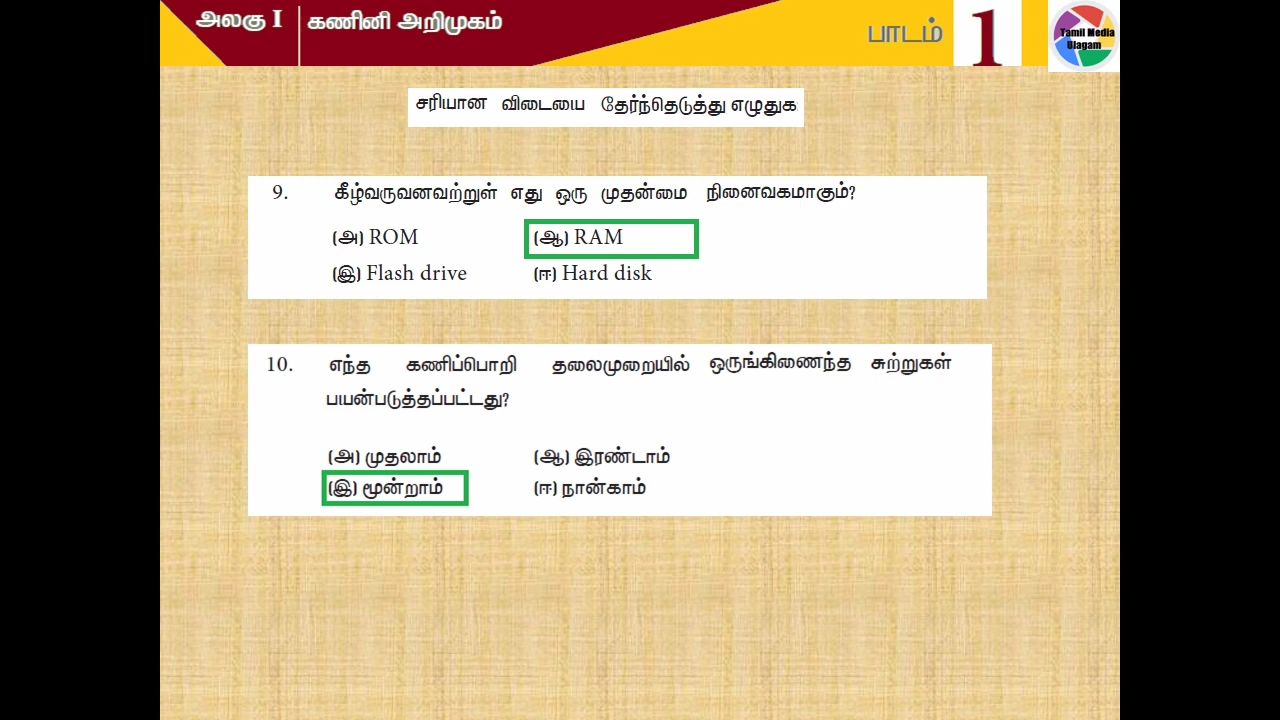 அலகு I கணினி அறிமுகம்
பாடம் 1
Tamil Media
Ulagam
சரியான விடையை தேர்ந்தெடுத்து எழுதுக
9. கீழ்வருவனவற்றுள் எது ஒரு முதன்மை நினைவகமாகும்?
(அ) ROM (ஆ) RAM
(இ) Flash drive (ஈ) Hard disk
10. எந்த கணிப்பொறி தலைமுறையில் ஒருங்கிணைந்த சுற்றுகள்
பயன்படுத்தப்பட்டது?
(அ) முதலாம் (ஆ) இரண்டாம்
(இ) மூன்றாம் (ஈ) நான்காம்